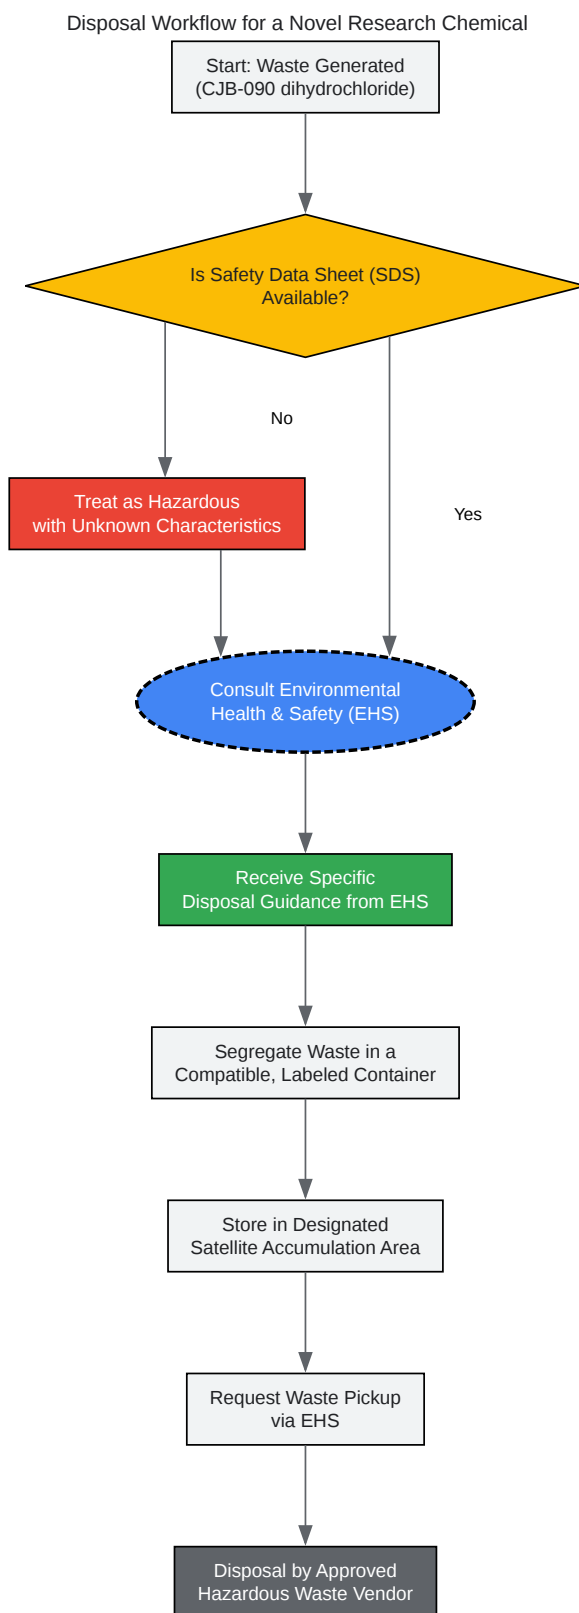 Disposal Workflow for a Novel Research Chemical
Start: Waste Generated
(CJB-090 dihydrochloride)
Is Safety Data Sheet (SDS)
Available?
No
Treat as Hazardous
with Unknown Characteristics
Yes
Consult Environmental
Health & Safety (EHS)
Receive Specific
Disposal Guidance from EHS
Segregate Waste in a
Compatible, Labeled Container
Store in Designated
Satellite Accumulation Area
Request Waste Pickup
via EHS
Disposal by Approved
Hazardous Waste Vendor